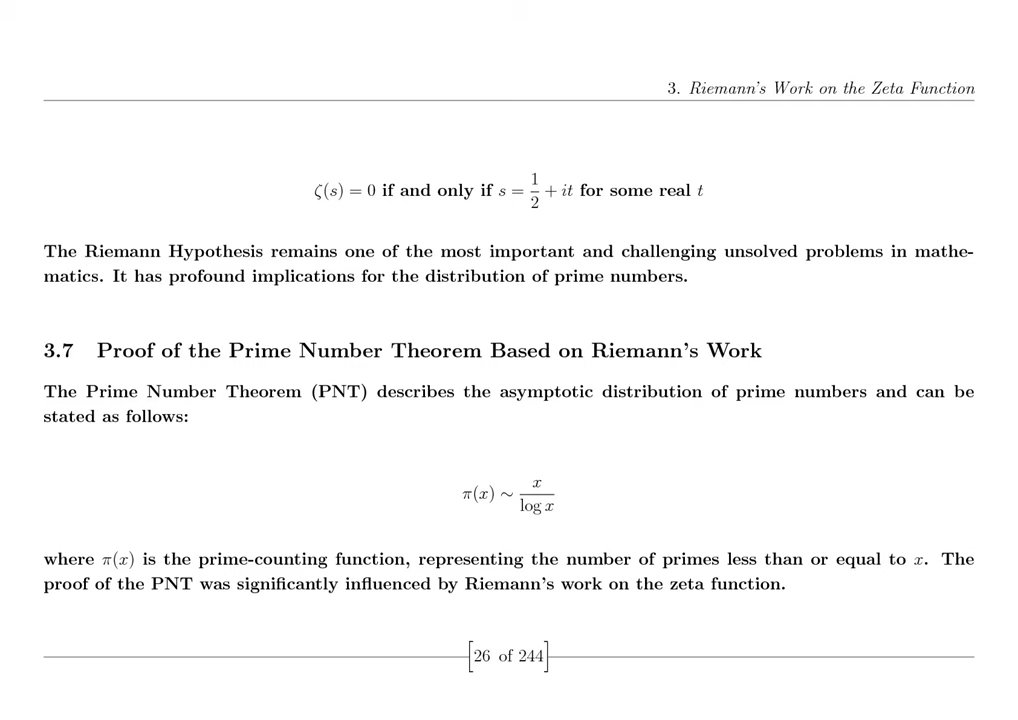 3. Riemann's Work on the Zeta Function
ζ(s) = 0 if and only if s = 1/2 + it for some real t
The Riemann Hypothesis remains one of the most important and challenging unsolved problems in mathe-
matics. It has profound implications for the distribution of prime numbers.
3.7 Proof of the Prime Number Theorem Based on Riemann's Work
The Prime Number Theorem (PNT) describes the asymptotic distribution of prime numbers and can be
stated as follows:
π(x) ~ x/log x
where π(x) is the prime-counting function, representing the number of primes less than or equal to x. The
proof of the PNT was significantly influenced by Riemann's work on the zeta function.
[26 of 244]